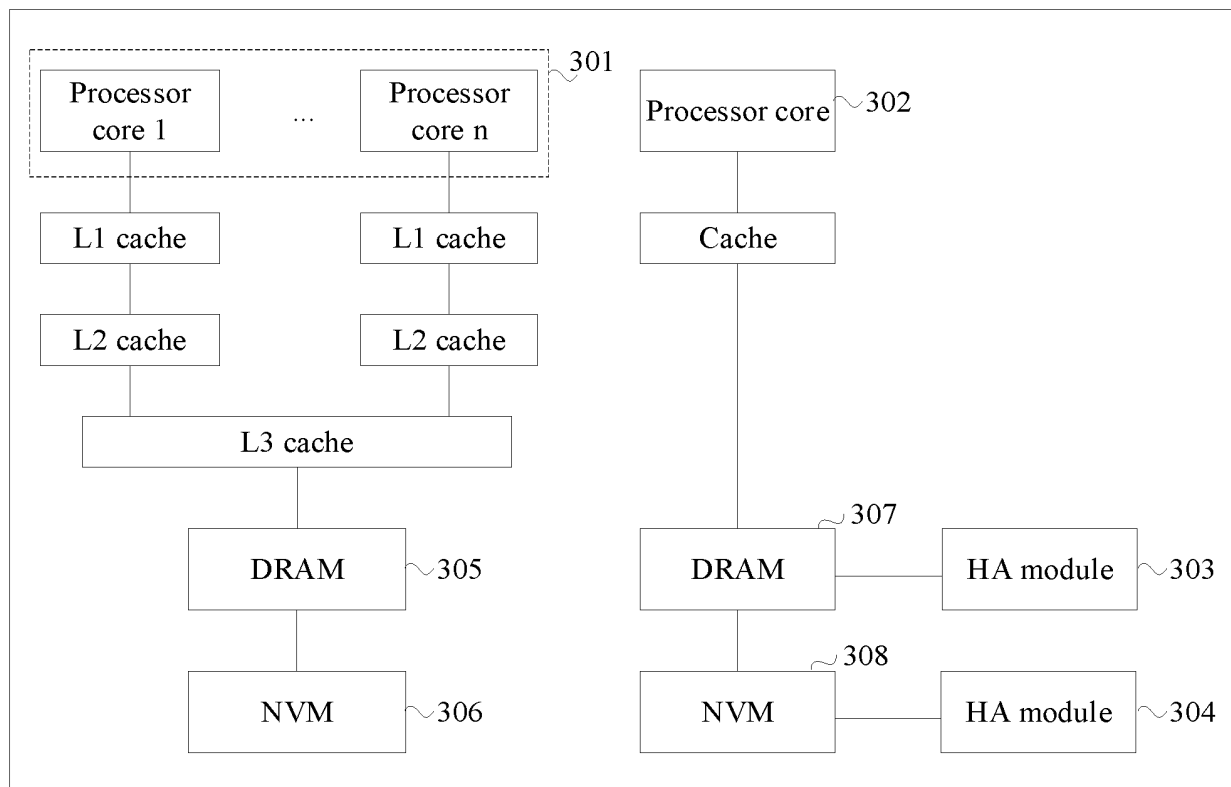 301
Processor
core 1
...
Processor
core n
Processor core
302
L1 cache
L1 cache
Cache
L2 cache
L2 cache
L3 cache
307
DRAM
305
DRAM
HA module
303
308
NVM
306
NVM
HA module
304